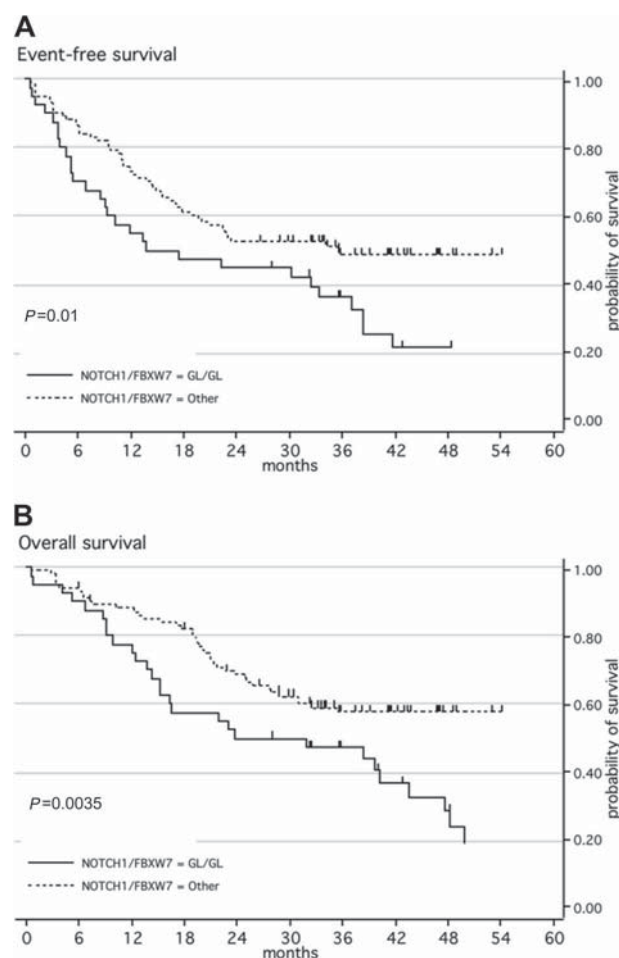 A
Event-free survival
1.00
0.80
0.60
0.40
0.20
0.00
probability of survival
P=0.01
NOTCH1/FBXW7 = GL/GL
NOTCH1/FBXW7 = Other
0 6 12 18 24 30 36 42 48 54 60
months
B
Overall survival
1.00
0.80
0.60
0.40
0.20
0.00
probability of survival
P=0.0035
NOTCH1/FBXW7 = GL/GL
NOTCH1/FBXW7 = Other
0 6 12 18 24 30 36 42 48 54 60
months